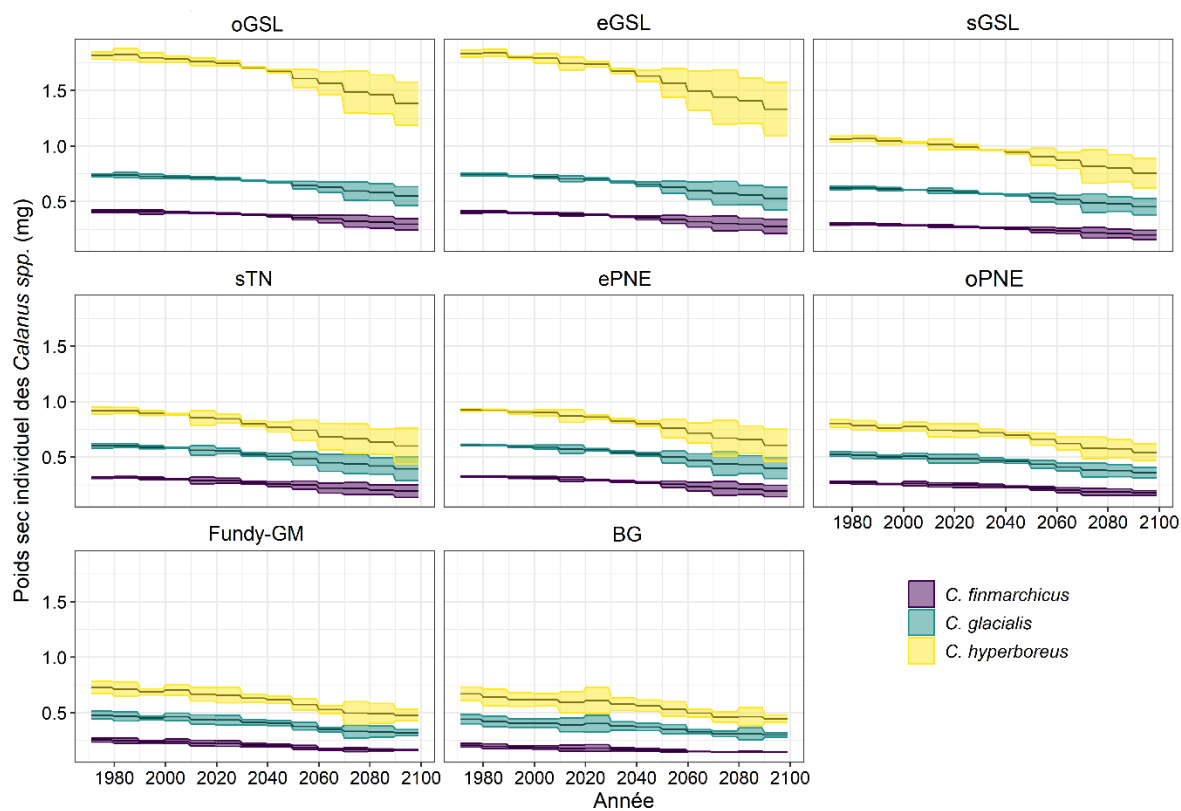 oGSL eGSL sGSL
1.5
1.0
0.5
sTN ePNE oPNE
1.5
1.0
0.5
1980 2000 2020 2040 2060 2080 2100
Fundy-GM BG
1.5
1.0
0.5
1980 2000 2020 2040 2060 2080 2100 1980 2000 2020 2040 2060 2080 2100
Année
Poids sec individuel des Calanus spp. (mg)
C. finmarchicus
C. glacialis
C. hyperboreus